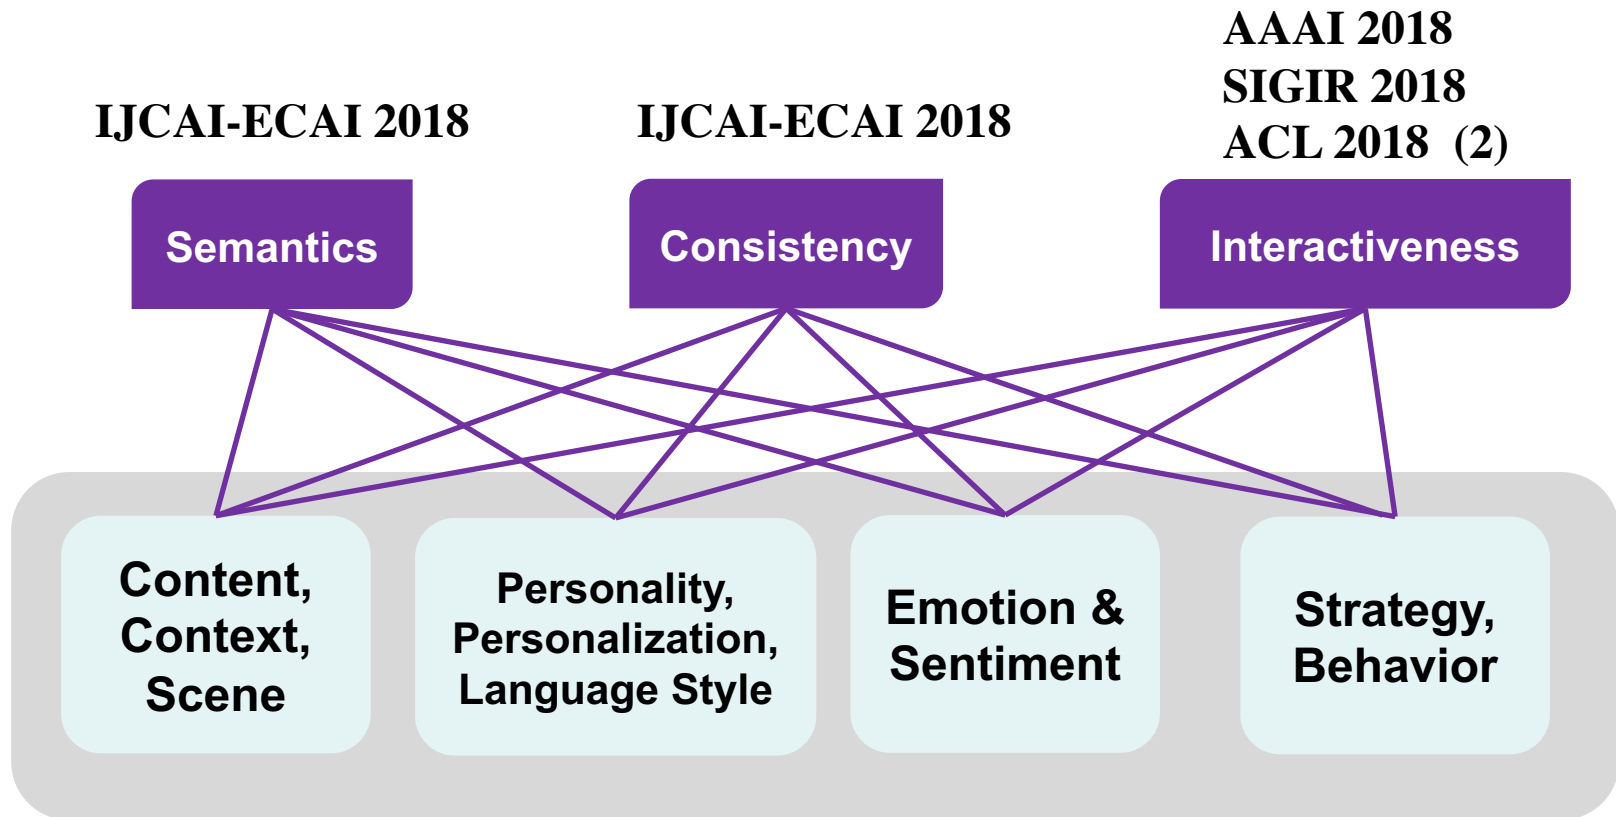 AAAI 2018
SIGIR 2018
ACL 2018  (2)
IJCAI-ECAI 2018
IJCAI-ECAI 2018
Semantics
Consistency
Interactiveness
Content,
Context,
Scene
Personality,
Personalization,
Language Style
Emotion &
Sentiment
Strategy,
Behavior